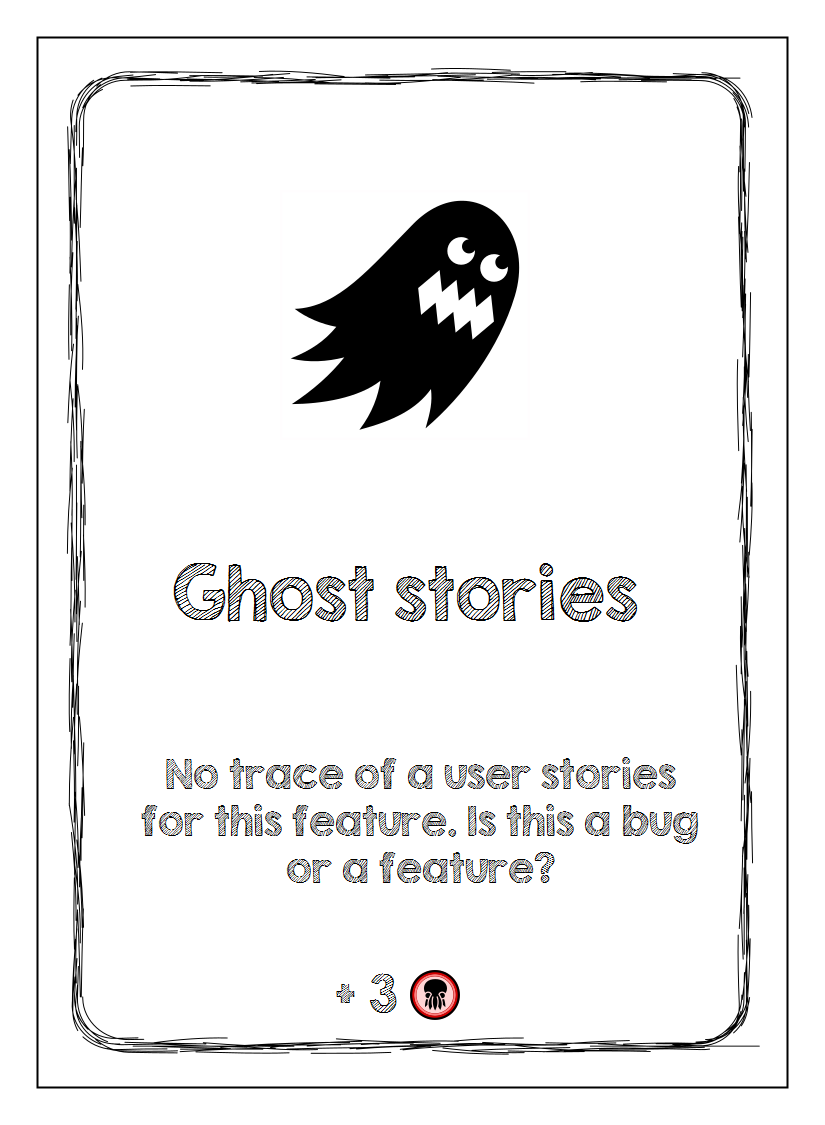 Ghost stories
No trace of a user stories
for this feature. Is this a bug
or a feature?
+ 3